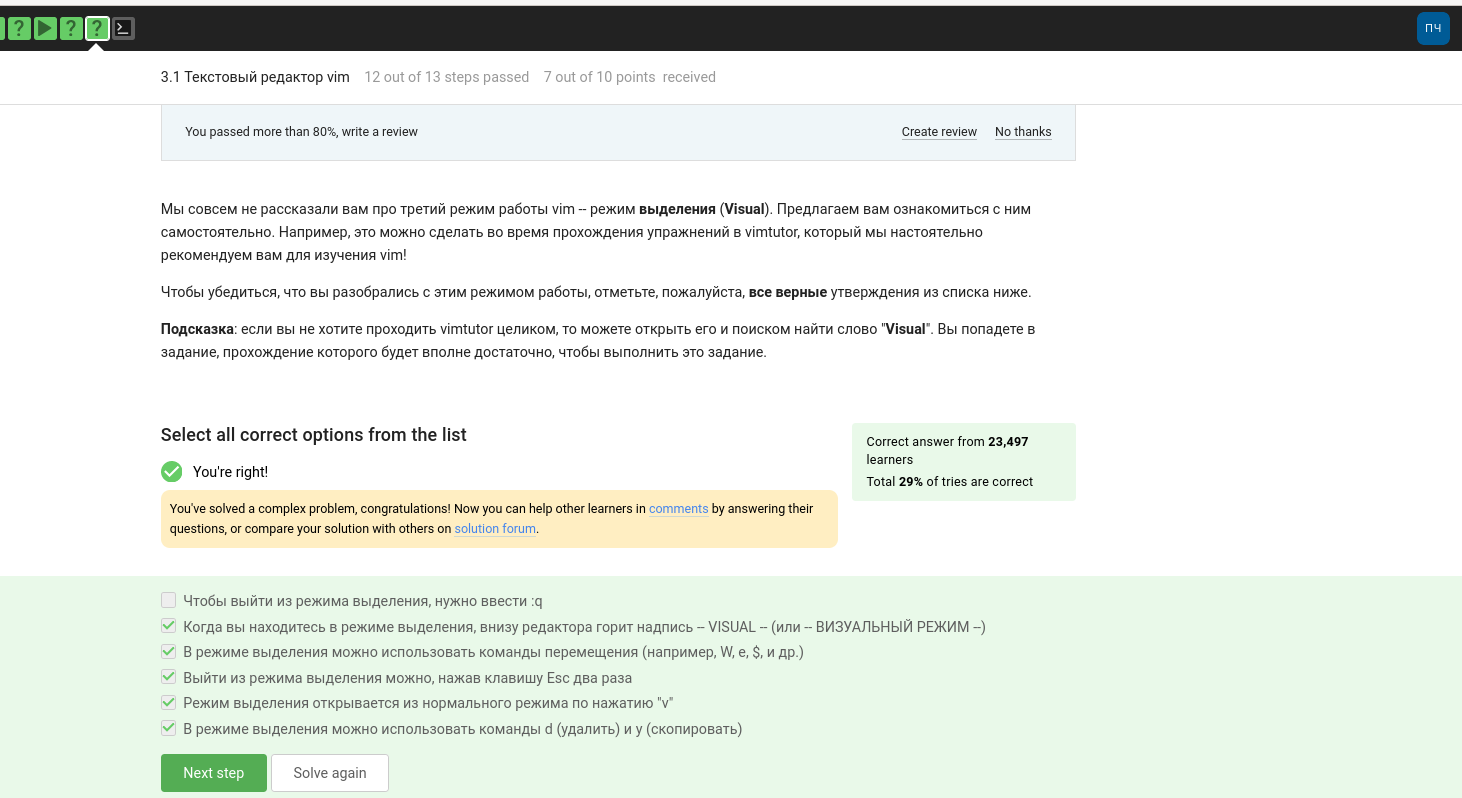 ? ? ?
ПЧ
3.1 Текстовый редактор vim 12 out of 13 steps passed 7 out of 10 points received
You passed more than 80%, write a review Create review No thanks
Мы совсем не рассказали вам про третий режим работы vim -- режим выделения (Visual). Предлагаем вам ознакомиться с ним
самостоятельно. Например, это можно сделать во время прохождения упражнений в vimtutor, который мы настоятельно
рекомендуем вам для изучения vim!
Чтобы убедиться, что вы разобрались с этим режимом работы, отметьте, пожалуйста, все верные утверждения из списка ниже.
Подсказка: если вы не хотите проходить vimtutor целиком, то можете открыть его и поиском найти слово "Visual". Вы попадете в
задание, прохождение которого будет вполне достаточно, чтобы выполнить это задание.
Select all correct options from the list
Correct answer from 23,497
learners
Total 29% of tries are correct
You're right!
You've solved a complex problem, congratulations! Now you can help other learners in comments by answering their
questions, or compare your solution with others on solution forum.
Чтобы выйти из режима выделения, нужно ввести :q
Когда вы находитесь в режиме выделения, внизу редактора горит надпись -- VISUAL -- (или -- ВИЗУАЛЬНЫЙ РЕЖИМ --)
В режиме выделения можно использовать команды перемещения (например, W, e, $, и др.)
Выйти из режима выделения можно, нажав клавишу Esc два раза
Режим выделения открывается из нормального режима по нажатию "v"
В режиме выделения можно использовать команды d (удалить) и y (скопировать)
Next step Solve again